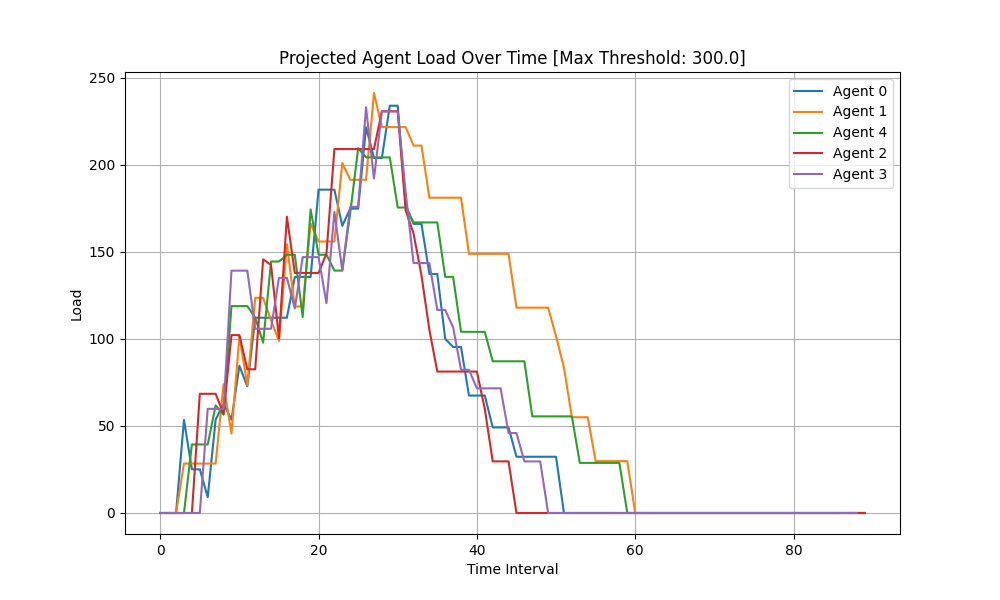 Projected Agent Load Over Time [Max Threshold: 300.0]
Load
250
200
150
100
50
0
0 20 40 60 80
Time Interval
Agent 0
Agent 1
Agent 4
Agent 2
Agent 3